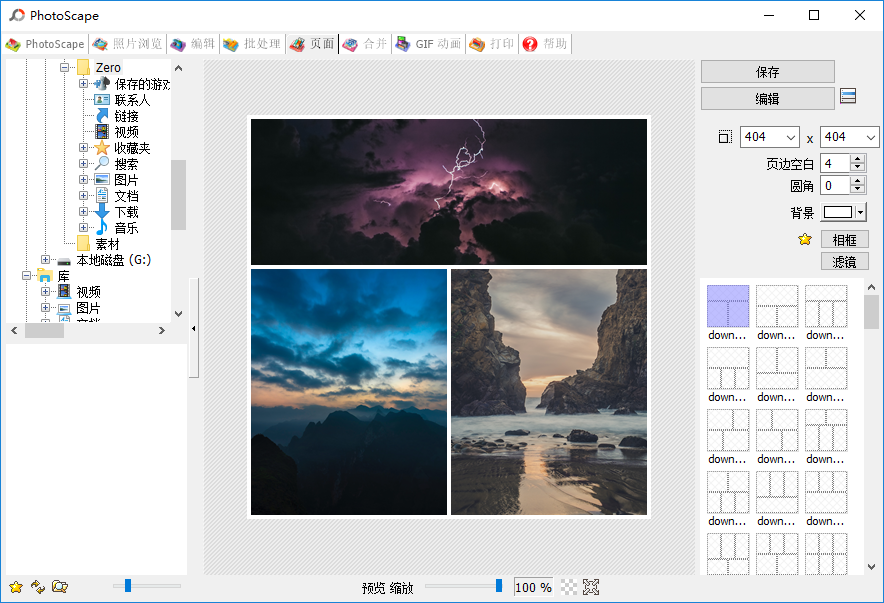 PhotoScape
PhotoScape 照片浏览 编辑 批处理 页面 合并 GIF 动画 打印 帮助
Zero
保存的游戏
联系人
链接
视频
收藏夹
搜索
图片
文档
下载
音乐
素材
本地磁盘 (G:)
库
视频
图片
保存
编辑
404 x 404
页边空白 4
圆角 0
背景
相框
滤镜
down... down... down...
down... down... down...
down... down... down...
down... down... down...
预览 缩放 100 %